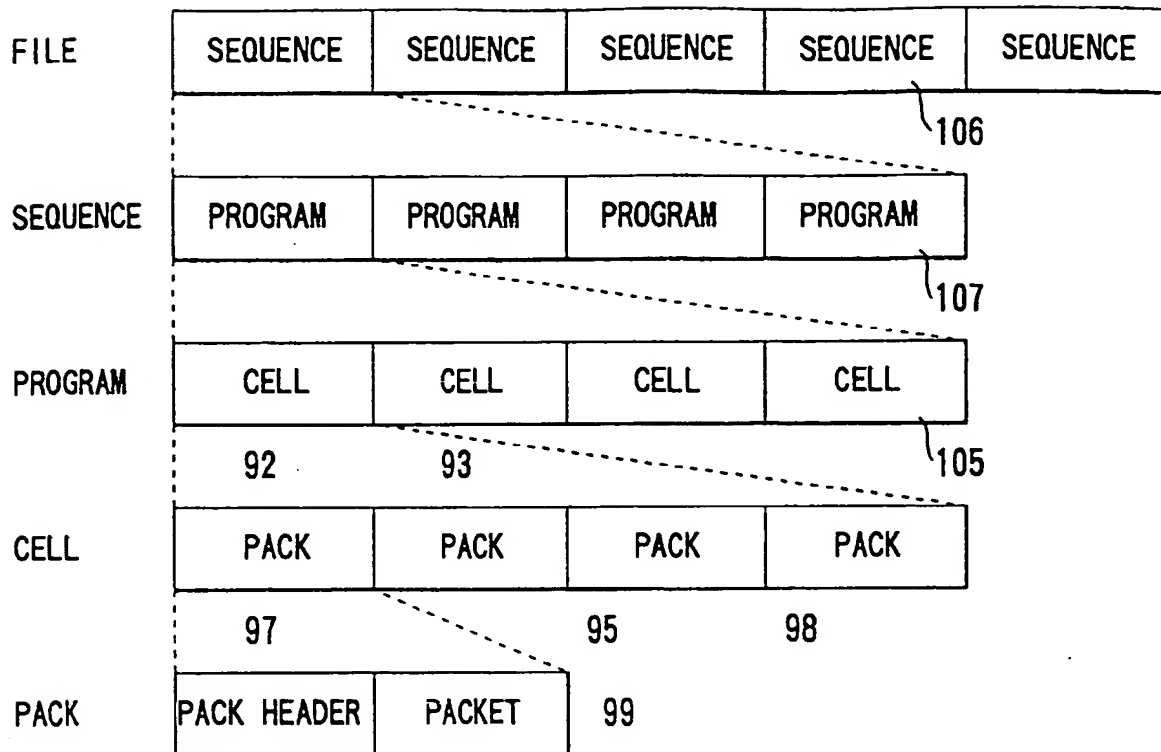 FILE SEQUENCE SEQUENCE SEQUENCE SEQUENCE SEQUENCE
106
SEQUENCE PROGRAM PROGRAM PROGRAM PROGRAM
107
PROGRAM CELL CELL CELL CELL
92 93 105
CELL PACK PACK PACK PACK
97 95 98
PACK PACK HEADER PACKET 99